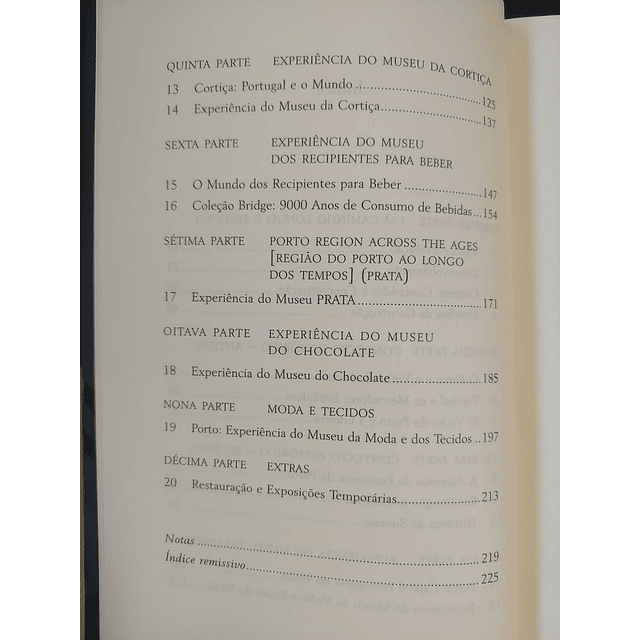 QUINTA PARTE EXPERIÊNCIA DO MUSEU DA CORTIÇA
13 Cortiça: Portugal e o Mundo 125
14 Experiência do Museu da Cortiça 137
SEXTA PARTE EXPERIÊNCIA DO MUSEU
DOS RECIPIENTES PARA BEBER
15 O Mundo dos Recipientes para Beber 147
16 Coleção Bridge: 9000 Anos de Consumo de Bebidas 154
SÉTIMA PARTE PORTO REGION ACROSS THE AGES
[REGIÃO DO PORTO AO LONGO
DOS TEMPOS] (PRATA)
17 Experiência do Museu PRATA 171
OITAVA PARTE EXPERIÊNCIA DO MUSEU
DO CHOCOLATE
18 Experiência do Museu do Chocolate 185
NONA PARTE MODA E TECIDOS
19 Porto: Experiência do Museu da Moda e dos Tecidos 197
DÉCIMA PARTE EXTRAS
20 Restauração e Exposições Temporárias 213
Notas 219
Índice remissivo 225